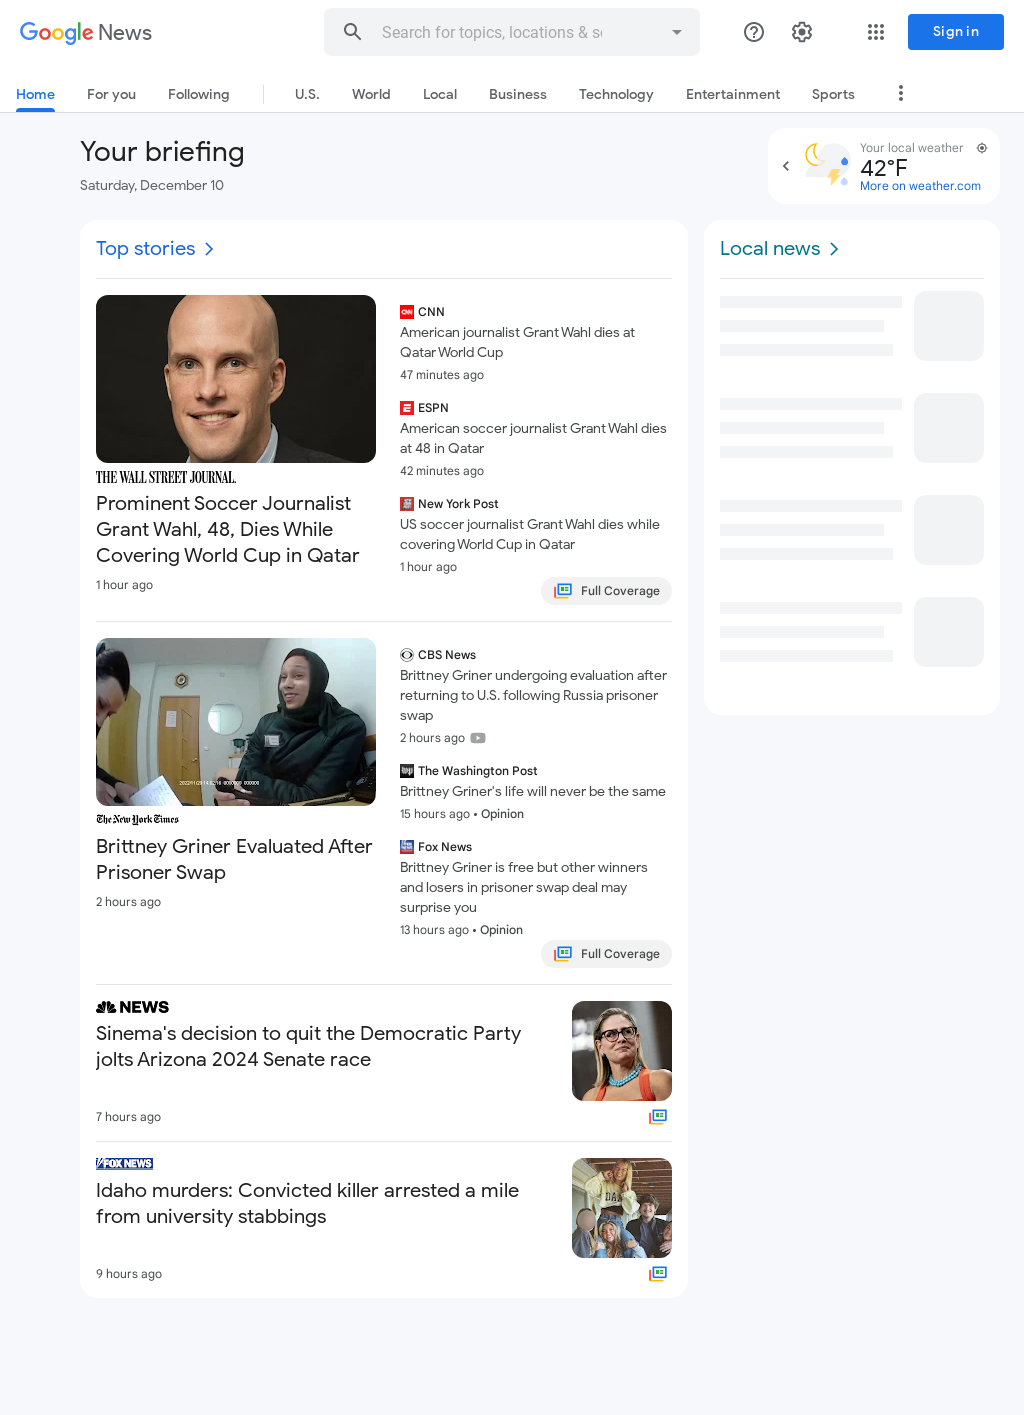 Google News
Search for topics, locations & s
Sign in
Home
For you
Following
U.S.
World
Local
Business
Technology
Entertainment
Sports
Your briefing
Saturday, December 10
Your local weather
42°F
More on weather.com
Top stories
THE WALL STREET JOURNAL.
Prominent Soccer Journalist
Grant Wahl, 48, Dies While
Covering World Cup in Qatar
1 hour ago
CNN
American journalist Grant Wahl dies at
Qatar World Cup
47 minutes ago
ESPN
American soccer journalist Grant Wahl dies
at 48 in Qatar
42 minutes ago
New York Post
US soccer journalist Grant Wahl dies while
covering World Cup in Qatar
1 hour ago
Full Coverage
The New York Times
Brittney Griner Evaluated After
Prisoner Swap
2 hours ago
CBS News
Brittney Griner undergoing evaluation after
returning to U.S. following Russia prisoner
swap
2 hours ago
The Washington Post
Brittney Griner's life will never be the same
15 hours ago • Opinion
Fox News
Brittney Griner is free but other winners
and losers in prisoner swap deal may
surprise you
13 hours ago • Opinion
Full Coverage
NEWS
Sinema's decision to quit the Democratic Party
jolts Arizona 2024 Senate race
7 hours ago
FOX NEWS
Idaho murders: Convicted killer arrested a mile
from university stabbings
9 hours ago
Local news